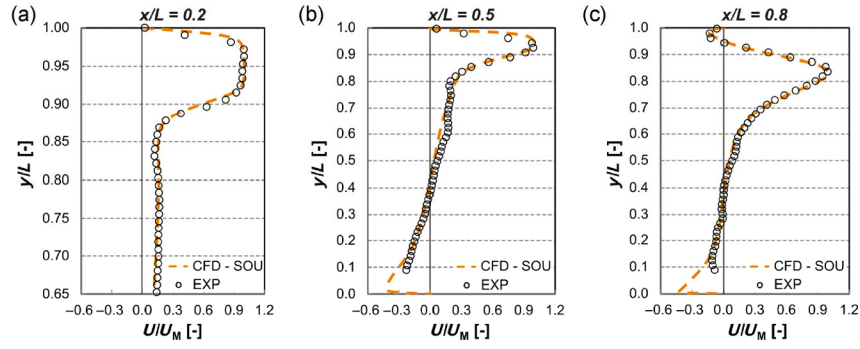 (a)
x/L = 0.2
y/L [-]
1.00
0.95
0.90
0.85
0.80
0.75
0.70
0.65
CFD - SOU
EXP
–0.6 –0.3 0.0 0.3 0.6 0.9 1.2
U/U_M [-]
(b)
x/L = 0.5
y/L [-]
1.0
0.9
0.8
0.7
0.6
0.5
0.4
0.3
0.2
0.1
0.0
CFD - SOU
EXP
–0.6 –0.3 0.0 0.3 0.6 0.9 1.2
U/U_M [-]
(c)
x/L = 0.8
y/L [-]
1.0
0.9
0.8
0.7
0.6
0.5
0.4
0.3
0.2
0.1
0.0
CFD - SOU
EXP
–0.6 –0.3 0.0 0.3 0.6 0.9 1.2
U/U_M [-]